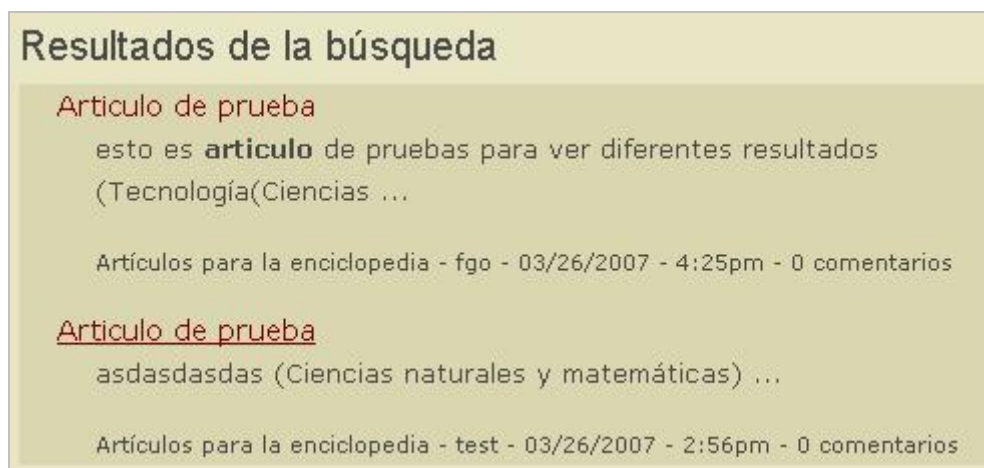 Resultados de la búsqueda
Articulo de prueba
esto es articulo de pruebas para ver diferentes resultados
(Tecnología(Ciencias ...
Artículos para la enciclopedia - fgo - 03/26/2007 - 4:25pm - 0 comentarios
Articulo de prueba
asdasdasdas (Ciencias naturales y matemáticas) ...
Artículos para la enciclopedia - test - 03/26/2007 - 2:56pm - 0 comentarios